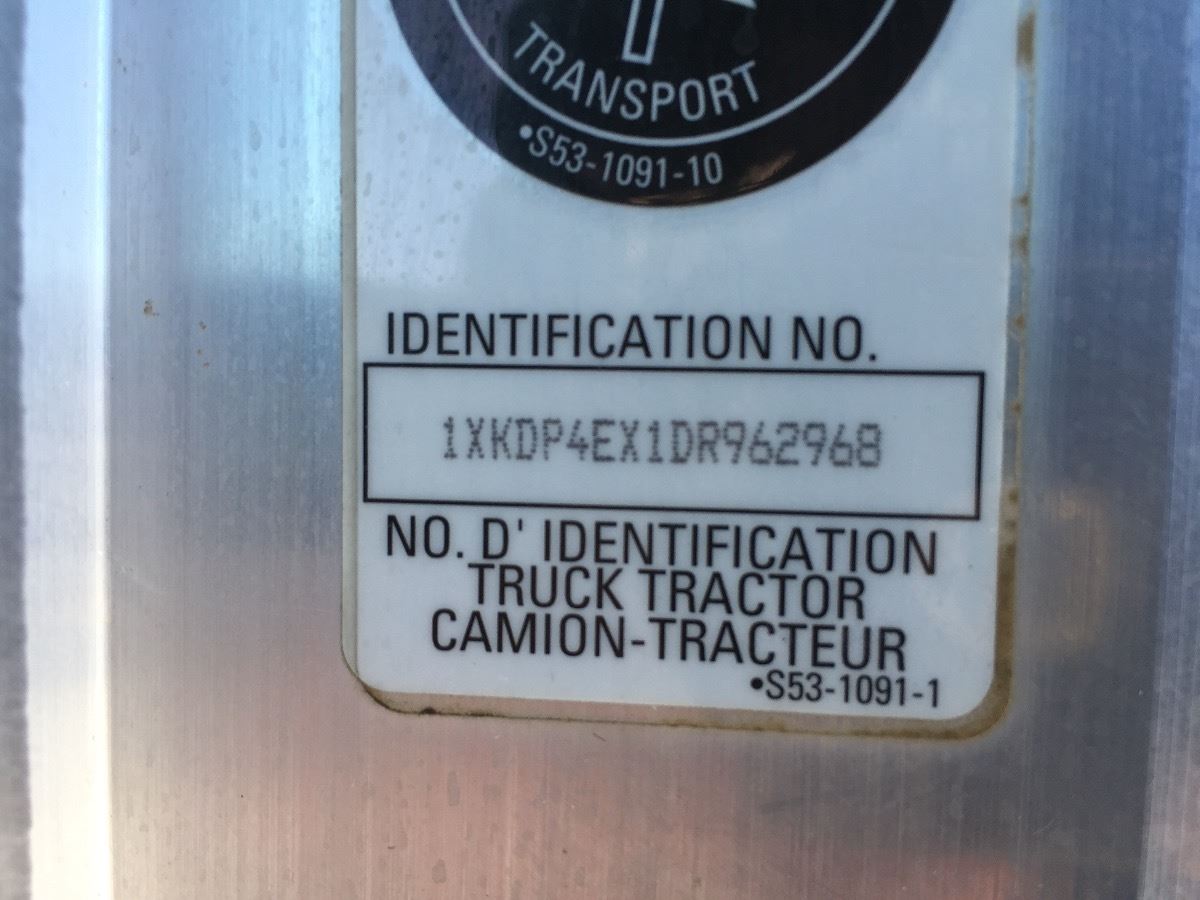 TRANSPORT
•S53-1091-10
IDENTIFICATION NO.
1XKDP4EX1DR962968
NO. D' IDENTIFICATION
TRUCK TRACTOR
CAMION-TRACTEUR
•S53-1091-1